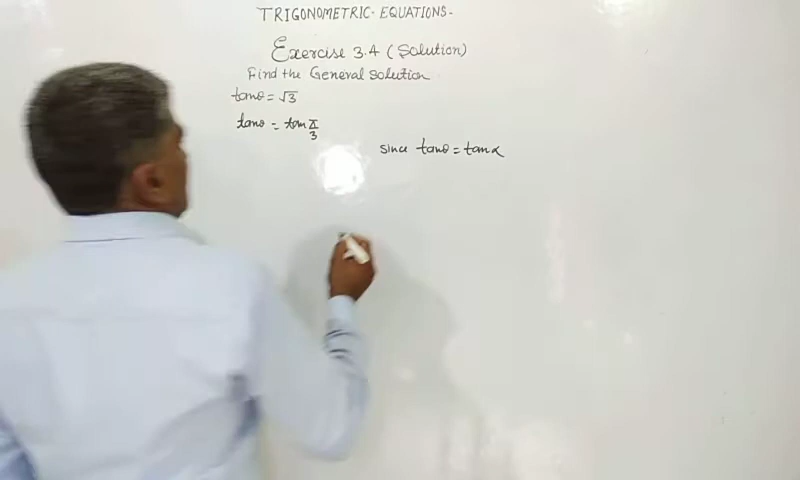 TRIGONOMETRIC EQUATIONS-
Exercise 3.4 (Solution)
Find the General solution
tanθ = √3
tanθ = tan π/3
since tanθ = tanα